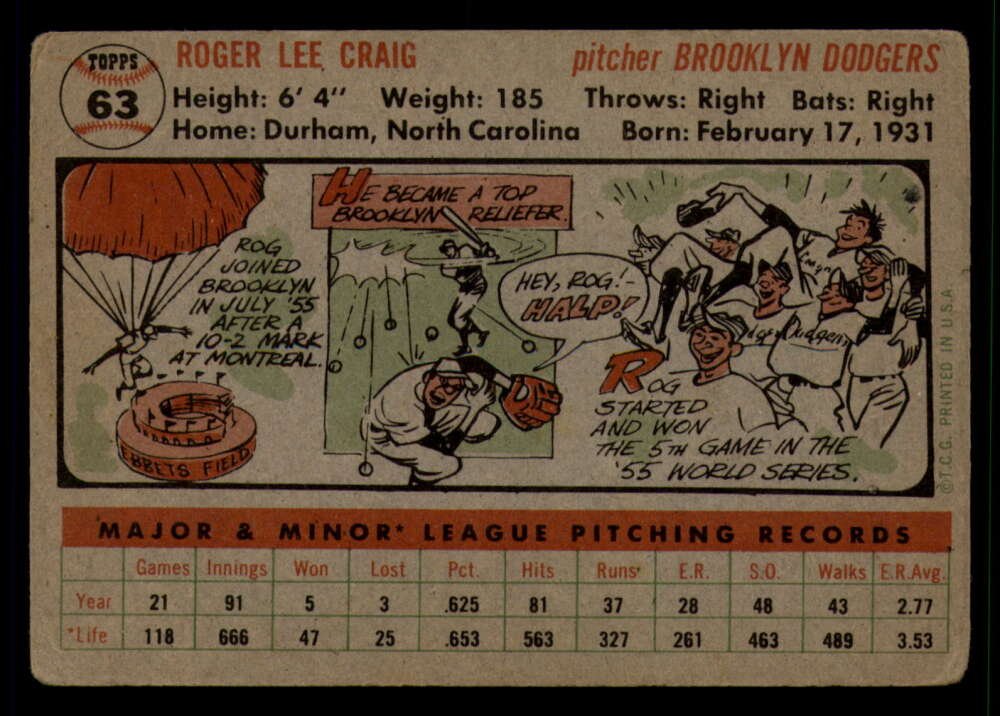 TOPPS
63
ROGER LEE CRAIG
pitcher BROOKLYN DODGERS
Height: 6' 4" Weight: 185 Throws: Right Bats: Right
Home: Durham, North Carolina Born: February 17, 1931
ROG
JOINED
BROOKLYN
IN JULY '55
AFTER A
10-2 MARK
AT MONTREAL.
EBBETS FIELD
HE BECAME A TOP
BROOKLYN RELIEFER.
HEY, ROG!-
HALP!
ROG
STARTED
AND WON
THE 5TH GAME IN THE
'55 WORLD SERIES.
Dodgers
©T.C.G. PRINTED IN U.S.A.
MAJOR & MINOR* LEAGUE PITCHING RECORDS
Games Innings Won Lost Pct. Hits Runs E.R. S.O. Walks E.R.Avg.
Year 21 91 5 3 .625 81 37 28 48 43 2.77
*Life 118 666 47 25 .653 563 327 261 463 489 3.53